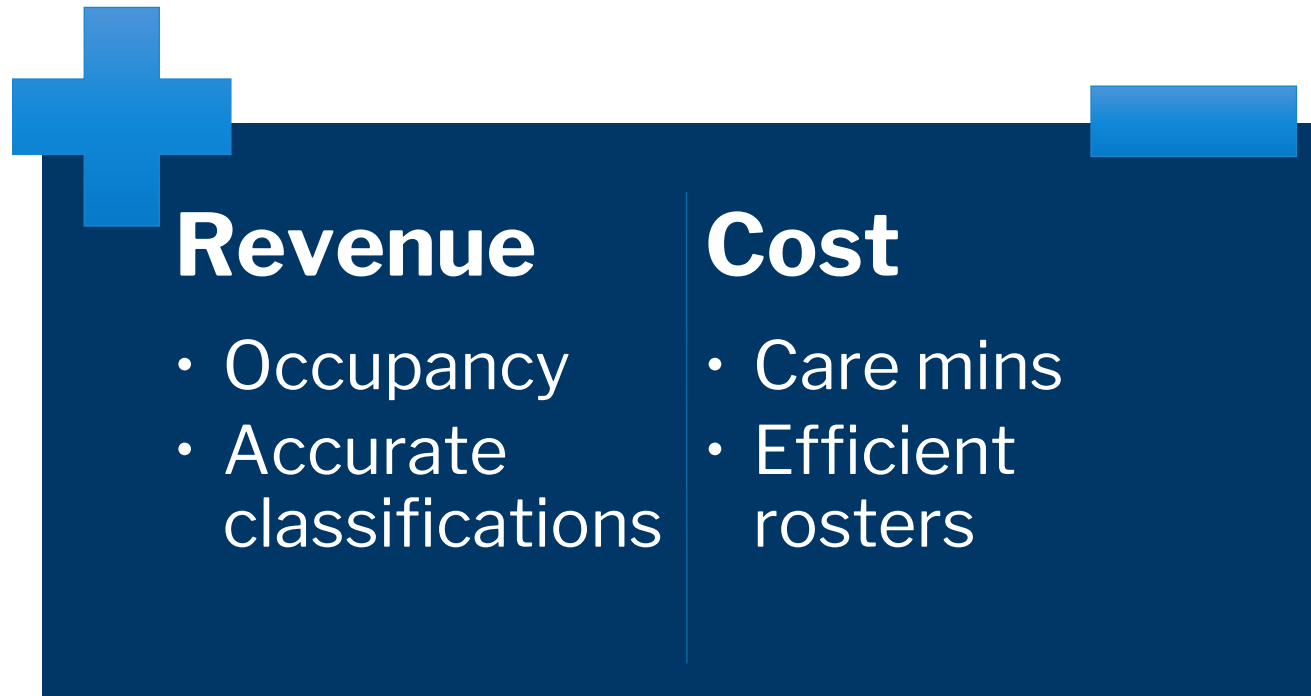 Revenue
• Occupancy
• Accurate
classifications
Cost
• Care mins
• Efficient
rosters